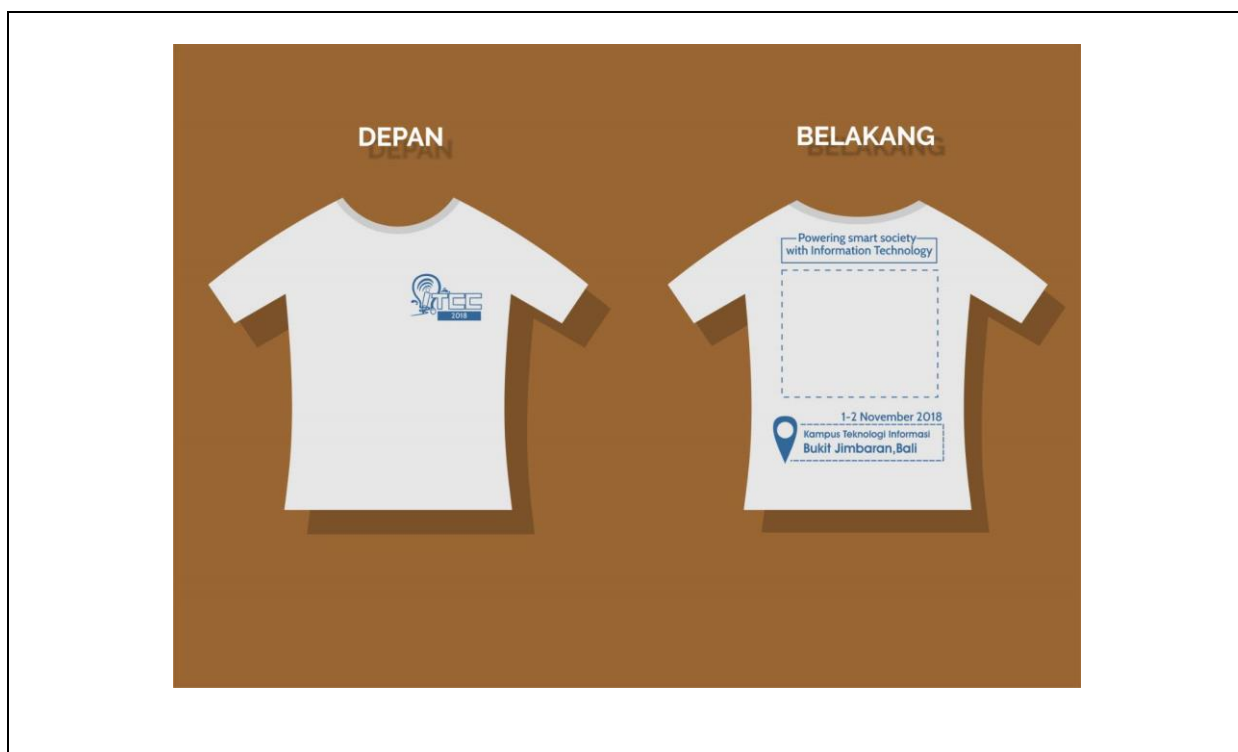 DEPAN
BELAKANG
ITCC
2018
Powering smart society
with Information Technology
1-2 November 2018
Kampus Teknologi Informasi
Bukit Jimbaran,Bali